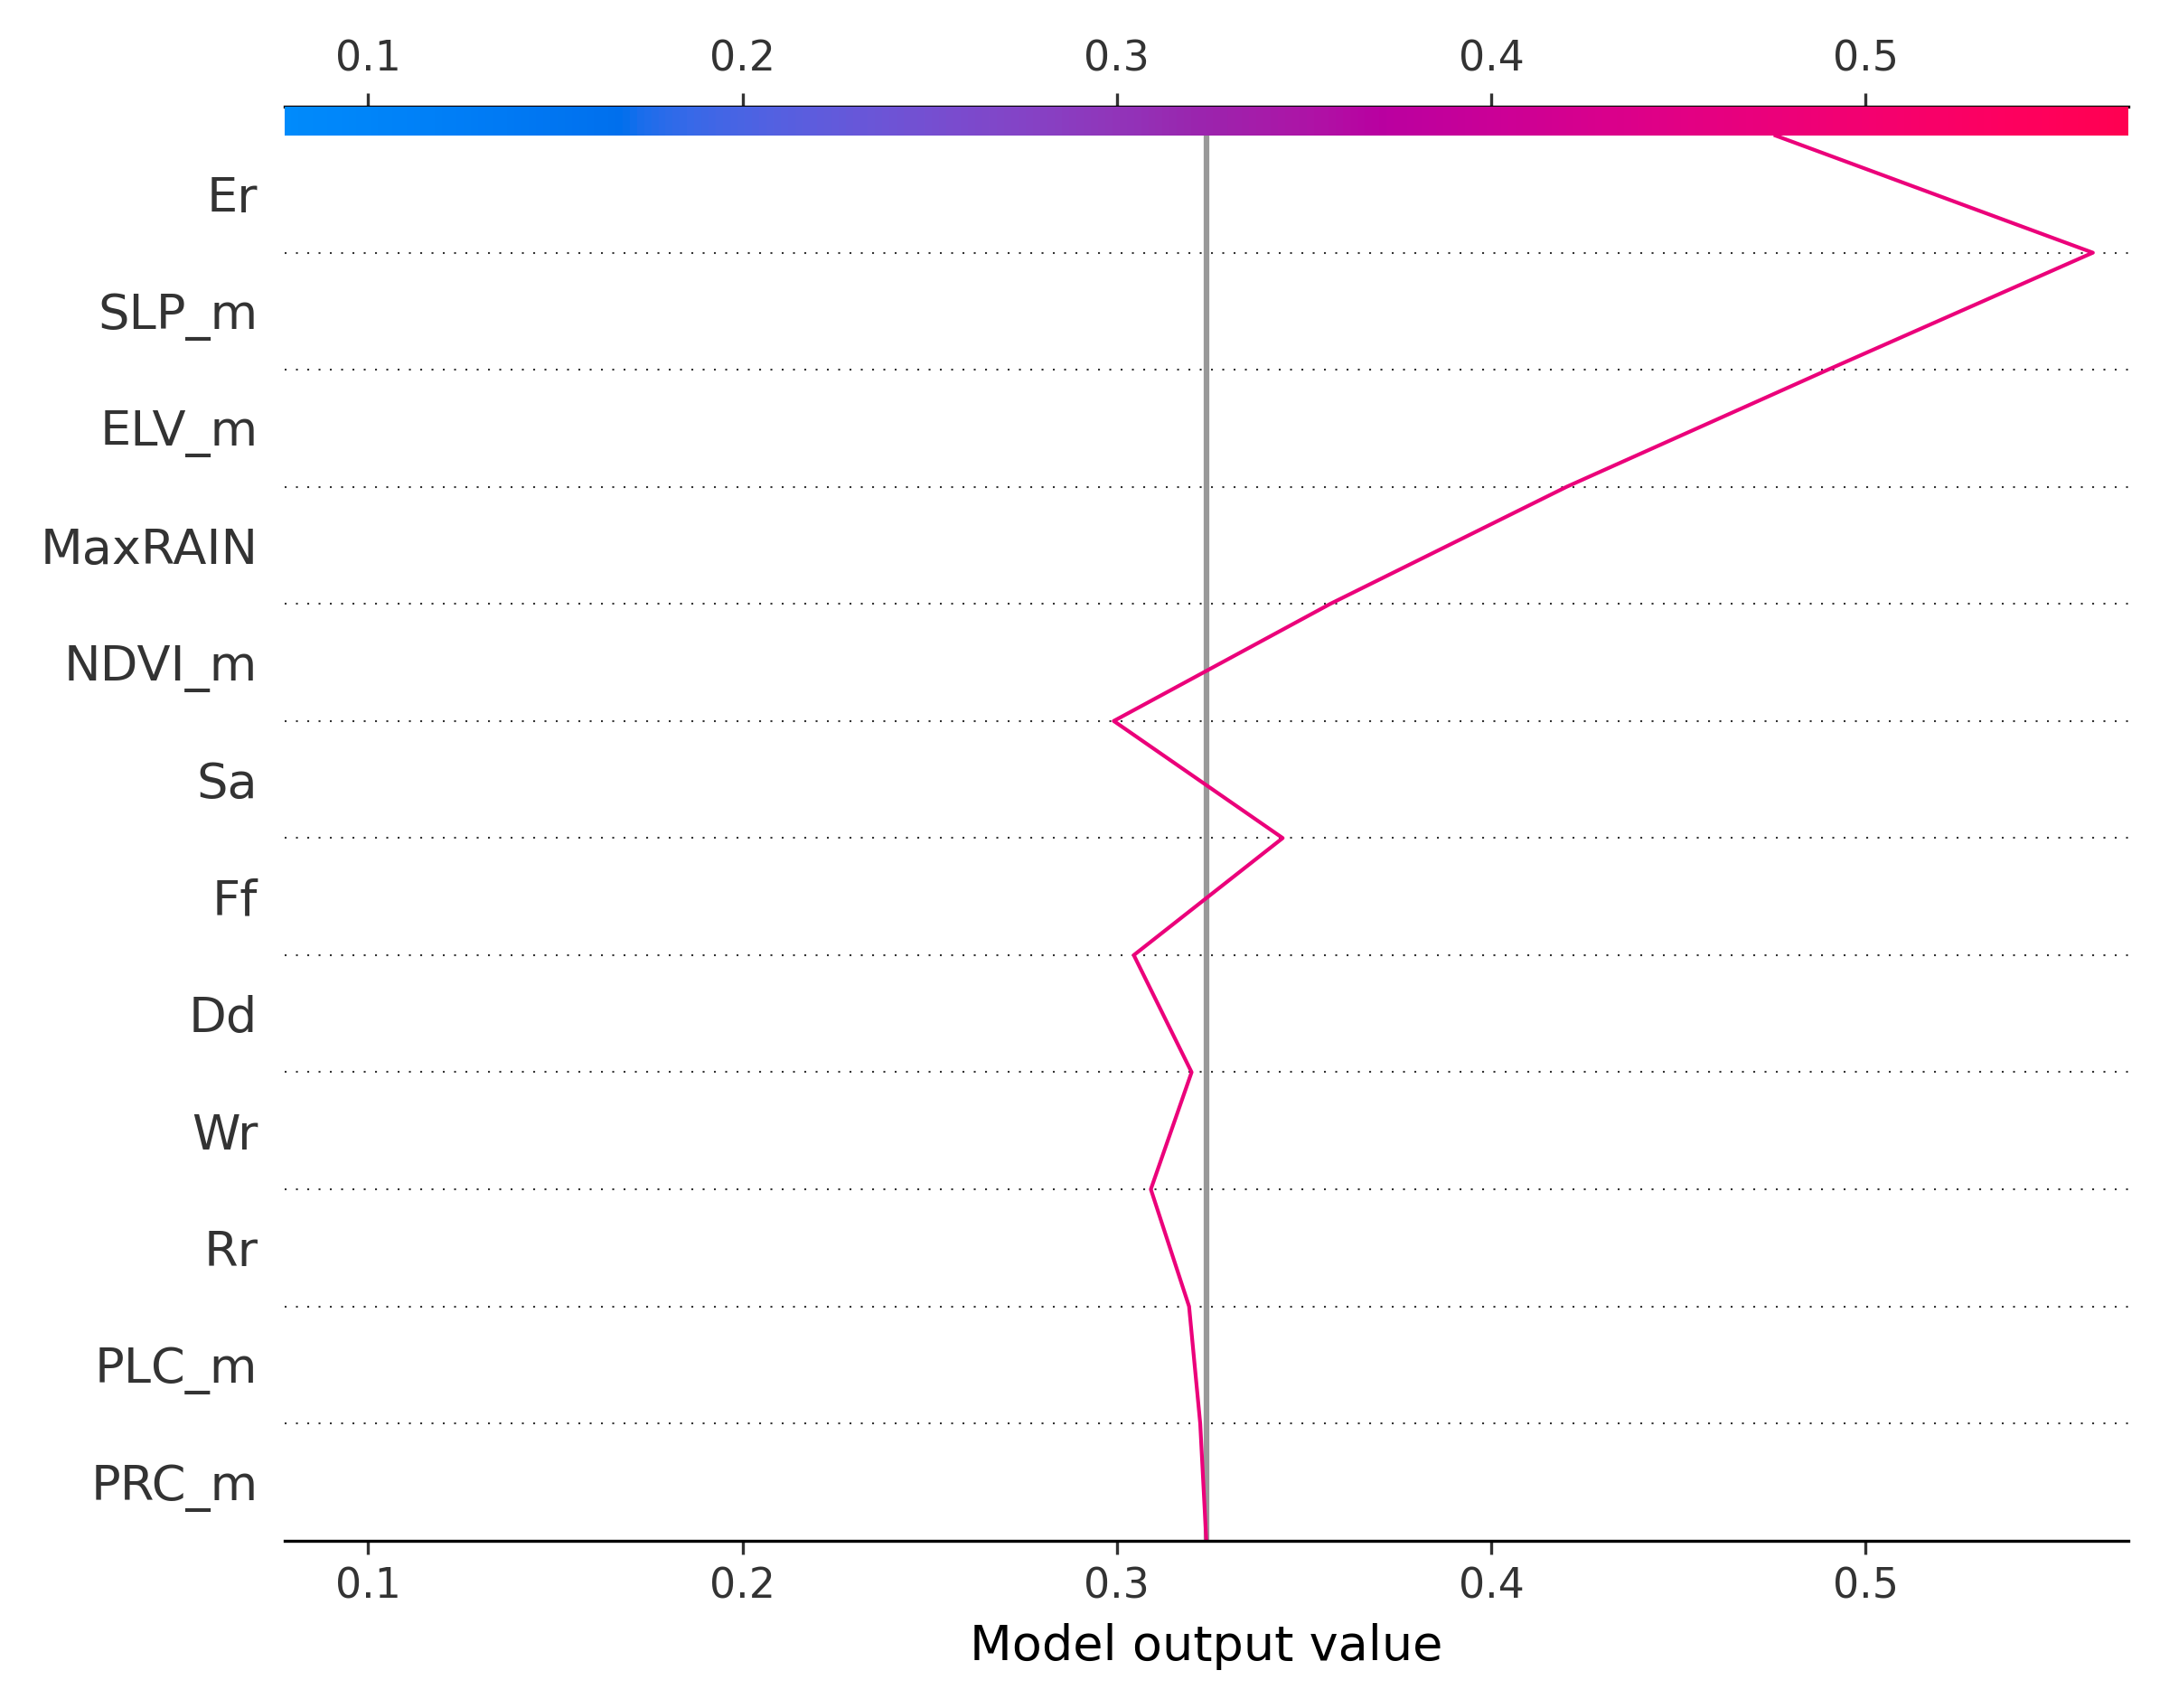 0.1 0.2 0.3 0.4 0.5
Er
SLP_m
ELV_m
MaxRAIN
NDVI_m
Sa
Ff
Dd
Wr
Rr
PLC_m
PRC_m
0.1 0.2 0.3 0.4 0.5
Model output value